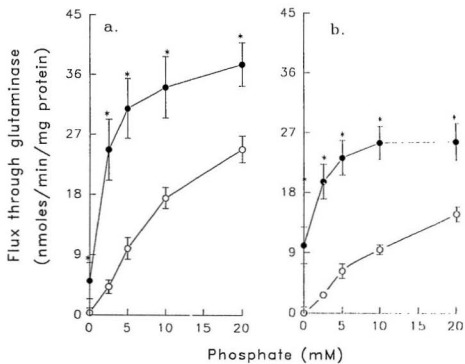 a.
b.
Flux through glutaminase
(nmoles/min/mg protein)
45
36
27
18
9
0
45
36
27
18
9
0
* * * * *
* * * * *
0 5 10 15 20
0 5 10 15 20
Phosphate (mM)